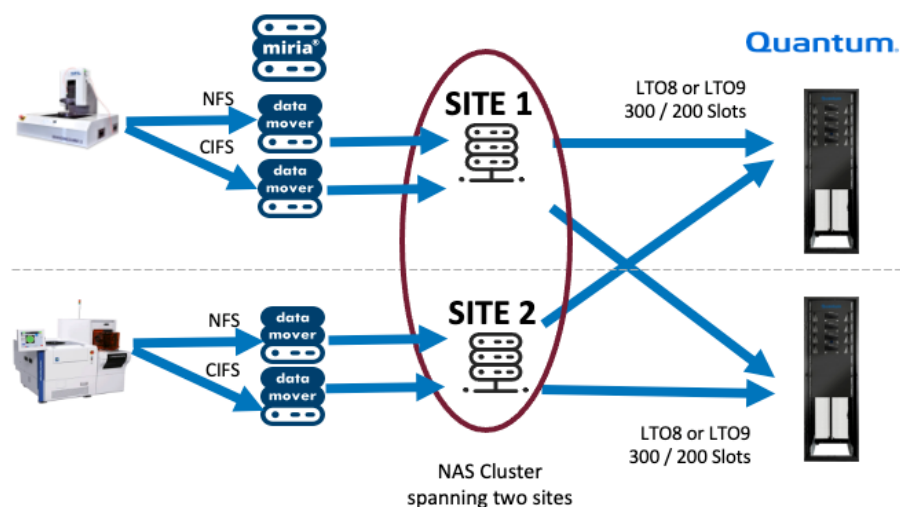 miria®
Quantum.
NFS
data
mover
CIFS
data
mover
SITE 1
LTO8 or LTO9
300 / 200 Slots
NFS
data
mover
CIFS
data
mover
SITE 2
LTO8 or LTO9
300 / 200 Slots
NAS Cluster
spanning two sites